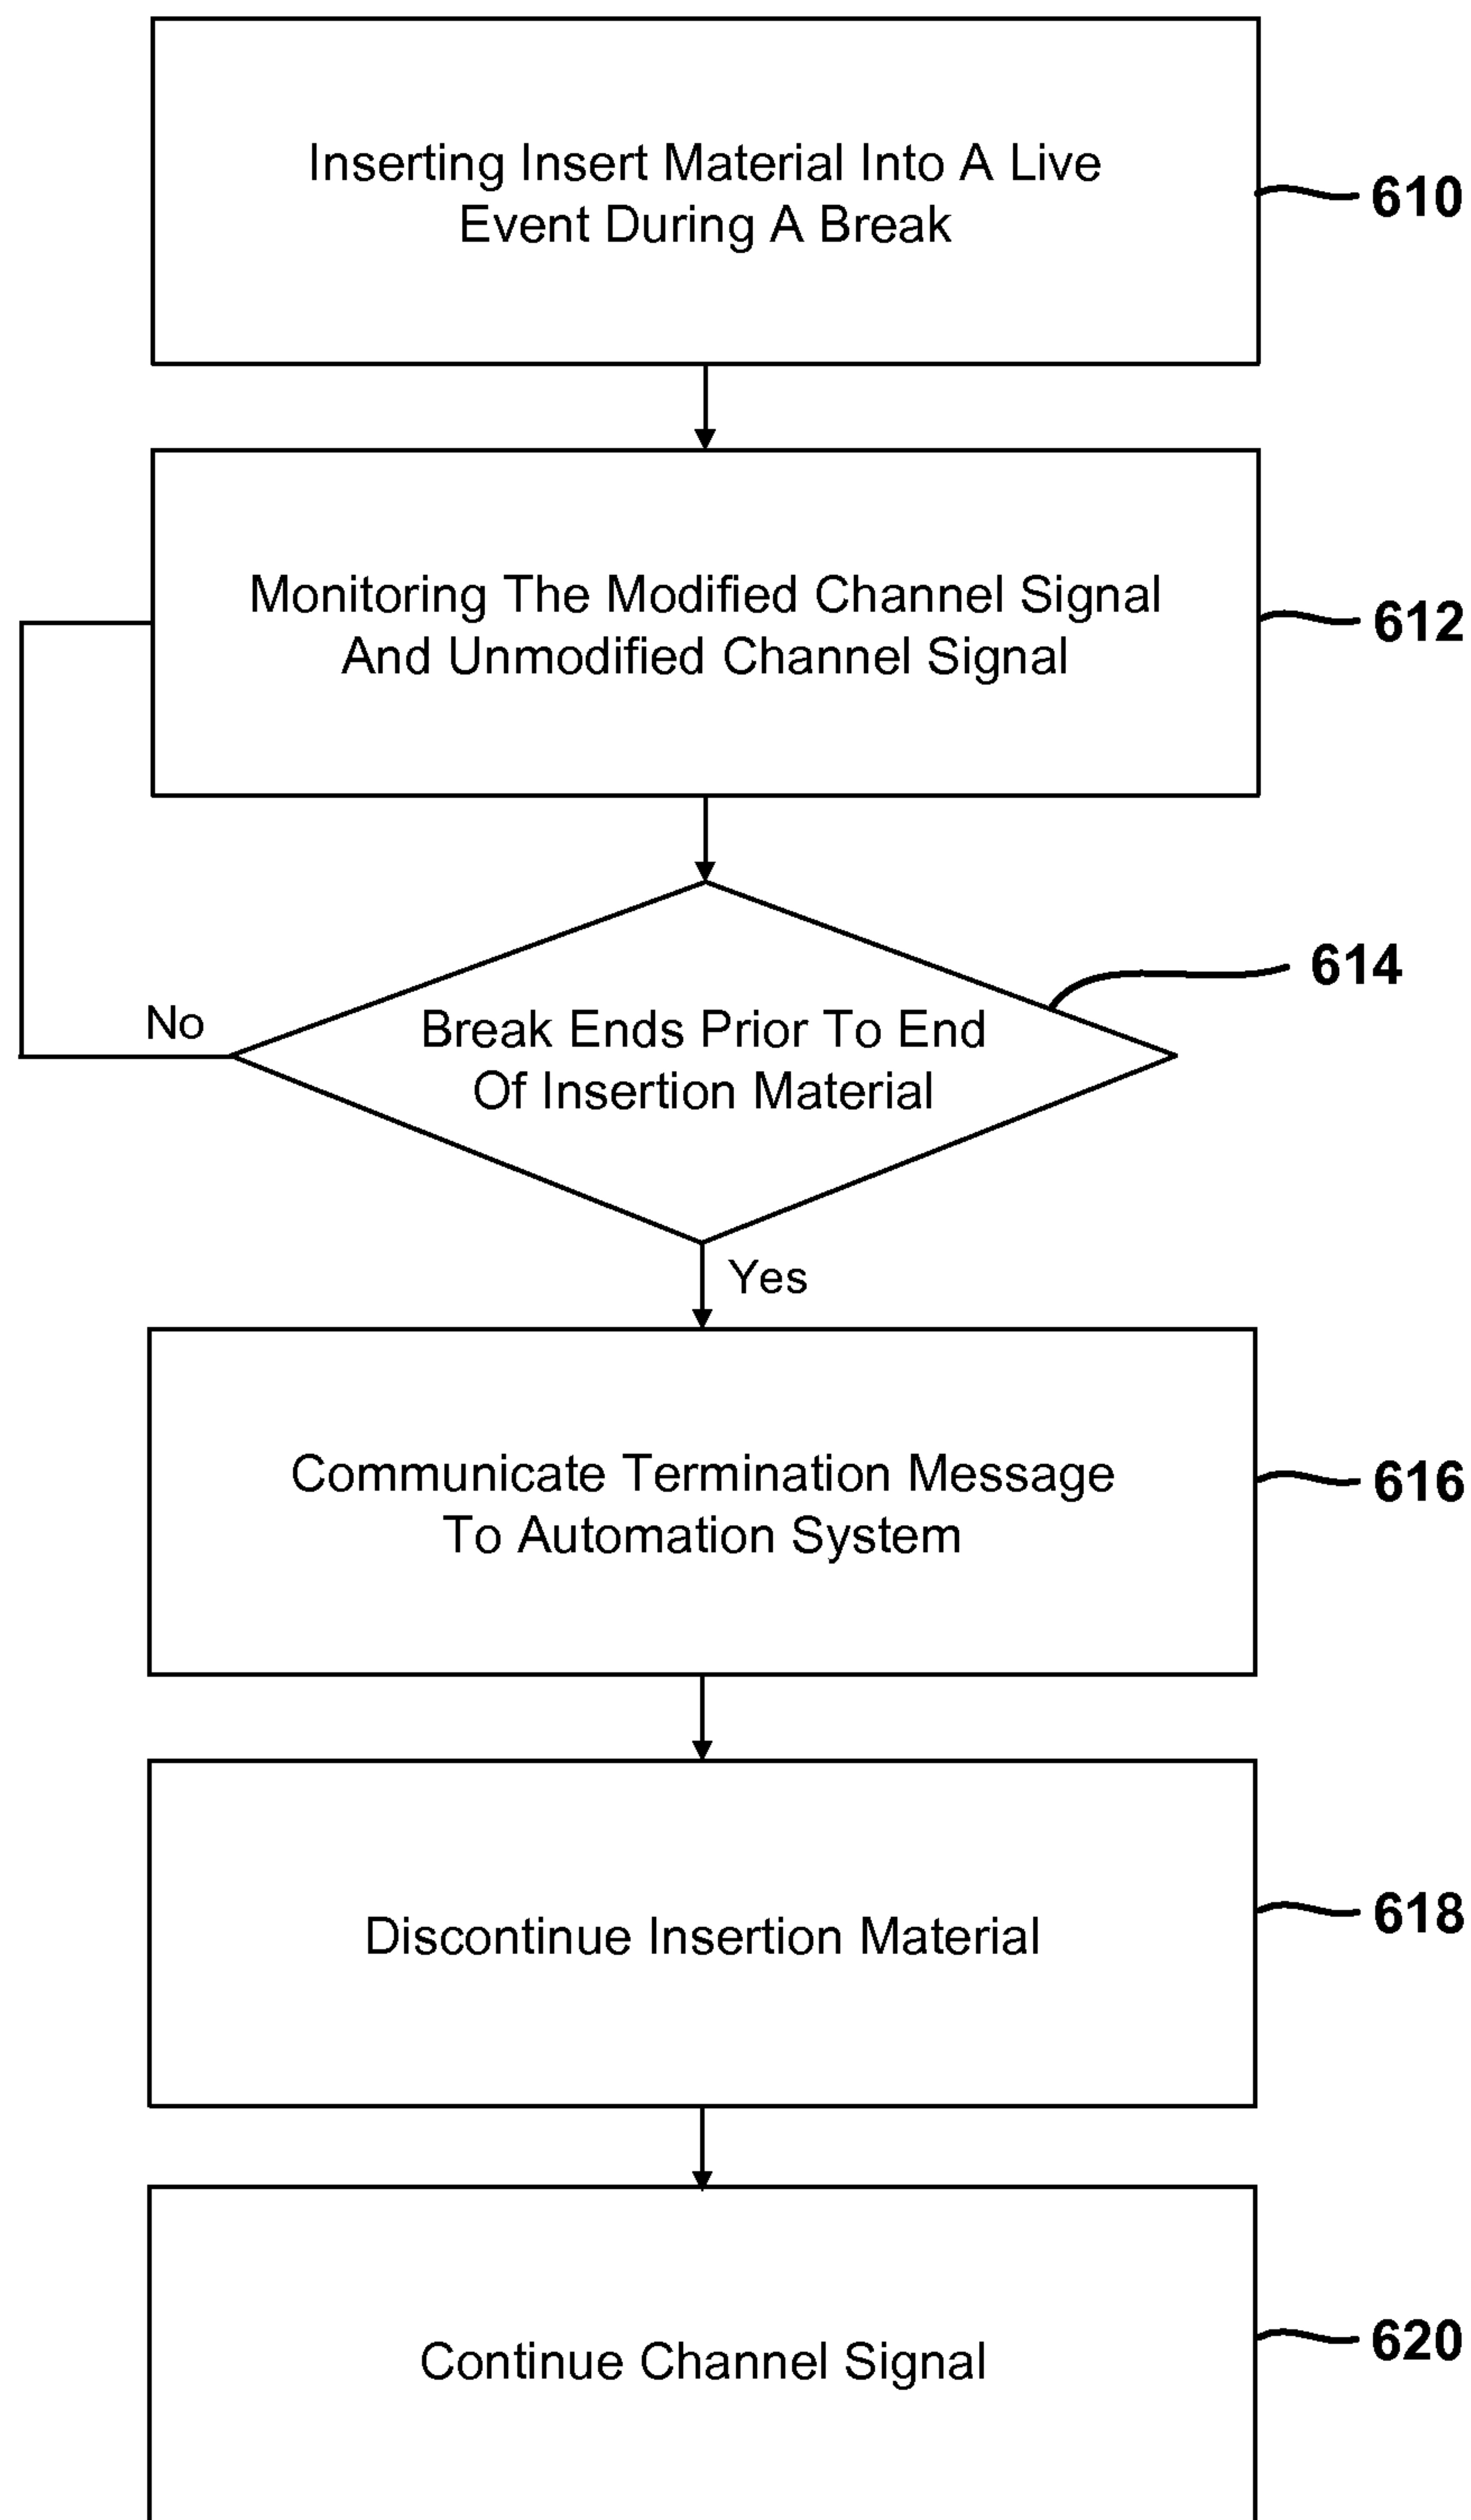 Inserting Insert Material Into A Live
Event During A Break
610
Monitoring The Modified Channel Signal
And Unmodified Channel Signal
612
614
No
Break Ends Prior To End
Of Insertion Material
Yes
Communicate Termination Message
To Automation System
616
Discontinue Insertion Material
618
Continue Channel Signal
620